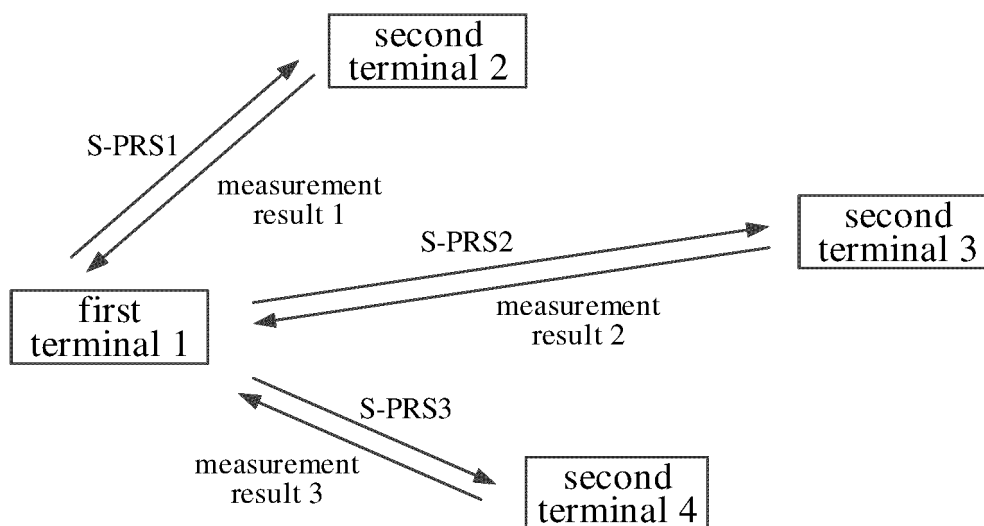 second
terminal 2
S-PRS1
measurement
result 1
second
terminal 3
S-PRS2
measurement
result 2
first
terminal 1
S-PRS3
measurement
result 3
second
terminal 4